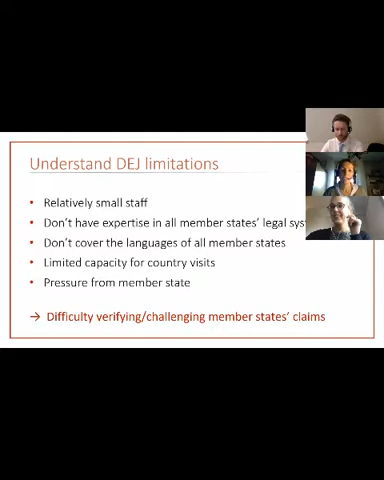 Understand DEJ limitations
• Relatively small staff
• Don't have expertise in all member states' legal sys
• Don't cover the languages of all member states
• Limited capacity for country visits
• Pressure from member state
→ Difficulty verifying/challenging member states' claims